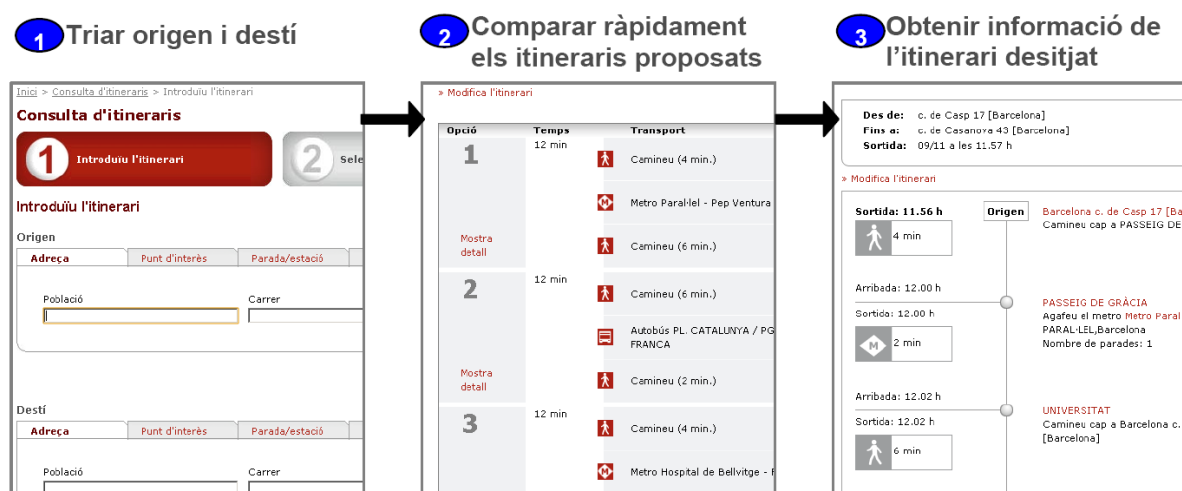 1 Triar origen i destí
Inici > Consulta d'itineraris > Introduïu l'itinerari
Consulta d'itineraris
1 Introduïu l'itinerari
2
Introduïu l'itinerari
Origen
Adreça Punt d'interès Parada/estació
Població Carrer
Destí
Adreça Punt d'interès Parada/estació
Població Carrer
2 Comparar ràpidament
els itineraris proposats
» Modifica l'itinerari
Opció Temps Transport
1 12 min Camineu (4 min.)
Metro Paral·lel - Pep Ventura
Mostra
detall
Camineu (6 min.)
2 12 min Camineu (6 min.)
Autobús PL. CATALUNYA / PG
FRANCA
Mostra
detall
Camineu (2 min.)
3 12 min Camineu (4 min.)
Metro Hospital de Bellvitge -
3 Obtenir informació de
l'itinerari desitjat
Des de: c. de Casp 17 [Barcelona]
Fins a: c. de Casanova 43 [Barcelona]
Sortida: 09/11 a les 11.57 h
» Modifica l'itinerari
Sortida: 11.56 h Origen Barcelona c. de Casp 17 [Ba
4 min Camineu cap a PASSEIG DE
Arribada: 12.00 h
PASSEIG DE GRÀCIA
Sortida: 12.00 h Agafeu el metro Metro Paral
PARAL·LEL,Barcelona
M 2 min Nombre de parades: 1
Arribada: 12.02 h
UNIVERSITAT
Sortida: 12.02 h Camineu cap a Barcelona c.
[Barcelona]
6 min